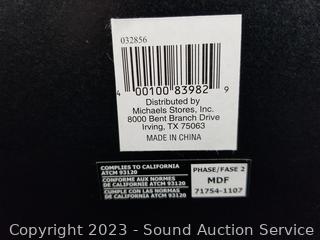 032856
4 00100 83982 9
Distributed by
Michaels Stores, Inc.
8000 Bent Branch Drive
Irving, TX 75063
MADE IN CHINA
COMPLIES TO CALIFORNIA
ATCM 93120
CONFORME AUX NORMES
DE CALIFORNIE ATCM 93120
CUMPLE CON LAS NORMAS
DE CALIFORNIA ATCM 93120
PHASE/FASE 2
MDF
71754-1107
Copyright 2023 - Sound Auction Service